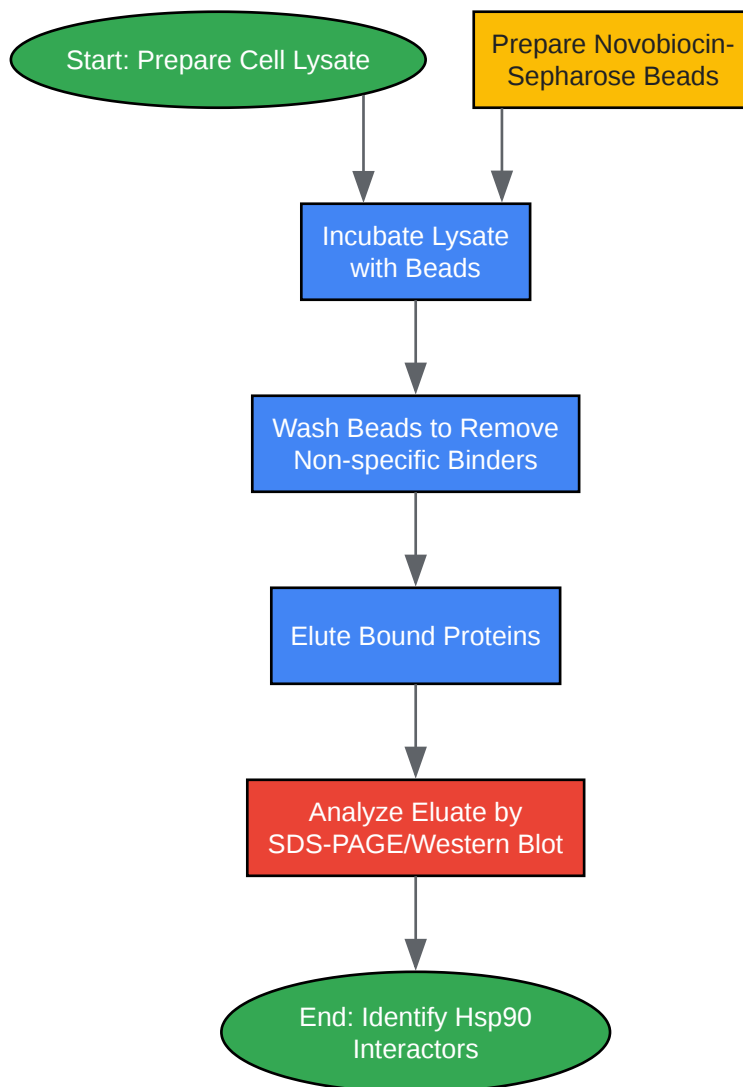 Start: Prepare Cell Lysate
Prepare Novobiocin-
Sepharose Beads
Incubate Lysate
with Beads
Wash Beads to Remove
Non-specific Binders
Elute Bound Proteins
Analyze Eluate by
SDS-PAGE/Western Blot
End: Identify Hsp90
Interactors